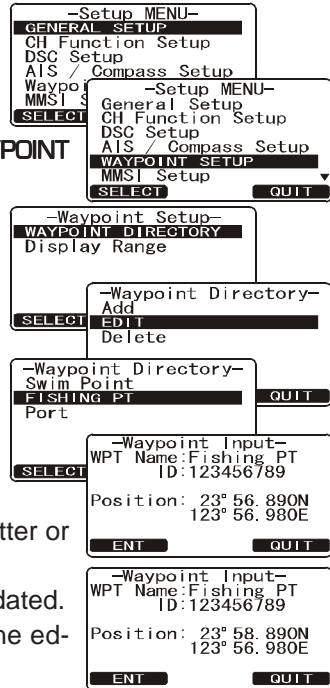 -Setup MENU-
GENERAL SETUP
CH Function Setup
DSC Setup
AIS / Compass Setup
SELECT
-Setup MENU-
General Setup
CH Function Setup
DSC Setup
AIS / Compass Setup
WAYPOINT SETUP
MMSI Setup
SELECT QUIT
POINT
-Waypoint Setup-
WAYPOINT DIRECTORY
Display Range
SELECT
-Waypoint Directory-
Add
EDIT
Delete
QUIT
-Waypoint Directory-
Swim Point
FISHING PT
Port
SELECT
-Waypoint Input-
WPT Name:Fishing PT
ID:123456789
Position: 23°56.890N
123°56.980E
ENT QUIT
tter or
dated.
ne ed-
-Waypoint Input-
WPT Name:Fishing PT
ID:123456789
Position: 23°58.890N
123°56.980E
ENT QUIT